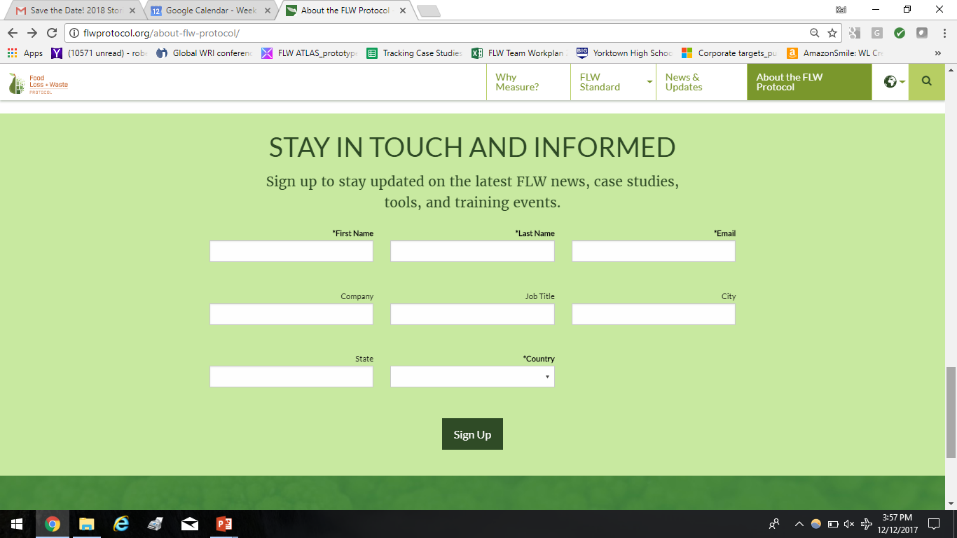 Save the Date! 2018 Stor
Google Calendar - Week
About the FLW Protocol
flwprotocol.org/about-flw-protocol/
Apps
(10571 unread) - rob
Global WRI conferenc
FLW ATLAS_prototype
Tracking Case Studies
FLW Team Workplan
Yorktown High Schoo
Corporate targets_pu
AmazonSmile: WL Cr
»
Food
Loss + Waste
PROTOCOL
Why
Measure?
FLW
Standard
News &
Updates
About the FLW
Protocol
STAY IN TOUCH AND INFORMED
Sign up to stay updated on the latest FLW news, case studies,
tools, and training events.
*First Name
*Last Name
*Email
Company
Job Title
City
State
*Country
Sign Up
3:57 PM
12/12/2017